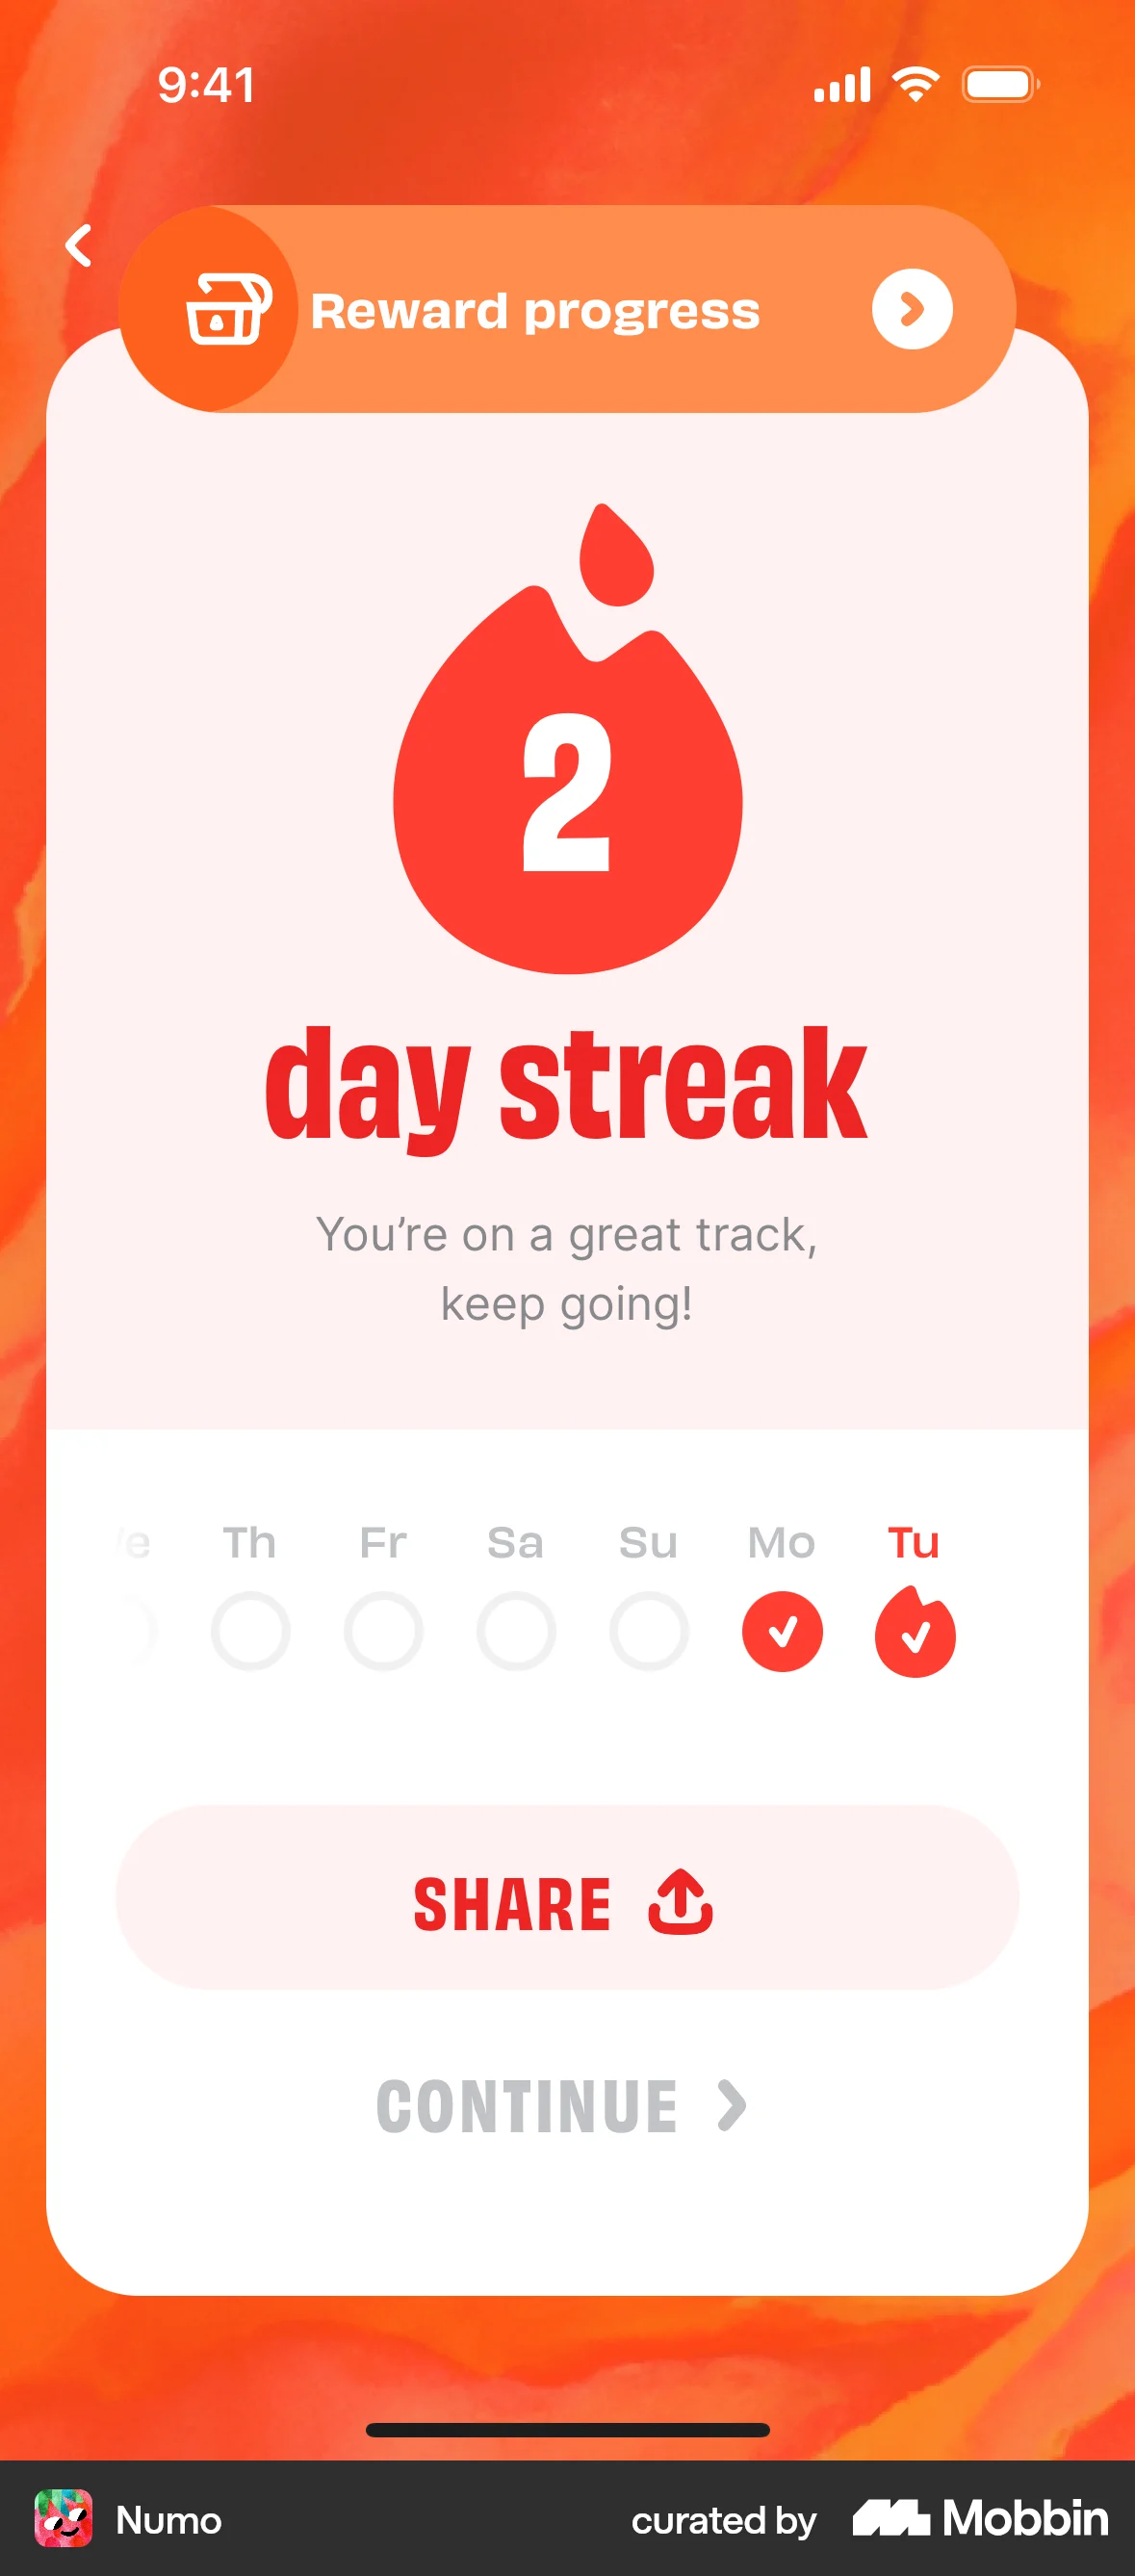 9:41
Reward progress
2
day streak
You're on a great track,
keep going!
Th Fr Sa Su Mo Tu
SHARE
CONTINUE
Numo
curated by Mobbin